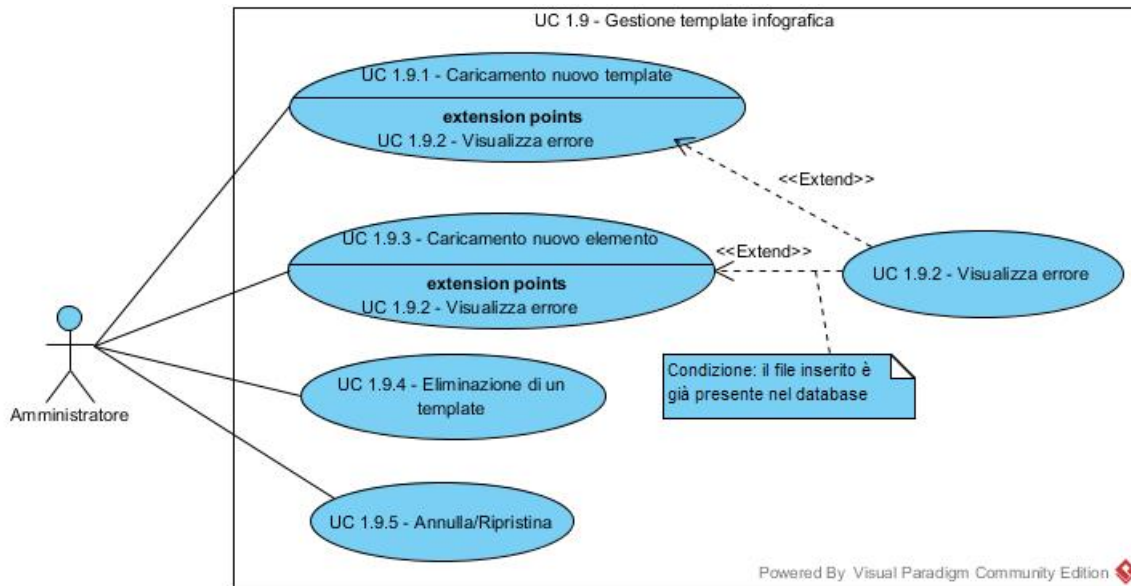 UC 1.9 - Gestione template infografica
UC 1.9.1 - Caricamento nuovo template
extension points
UC 1.9.2 - Visualizza errore
<<Extend>>
UC 1.9.3 - Caricamento nuovo elemento
extension points
UC 1.9.2 - Visualizza errore
<<Extend>>
UC 1.9.2 - Visualizza errore
Condizione: il file inserito è
già presente nel database
Amministratore
UC 1.9.4 - Eliminazione di un
template
UC 1.9.5 - Annulla/Ripristina
Powered By Visual Paradigm Community Edition